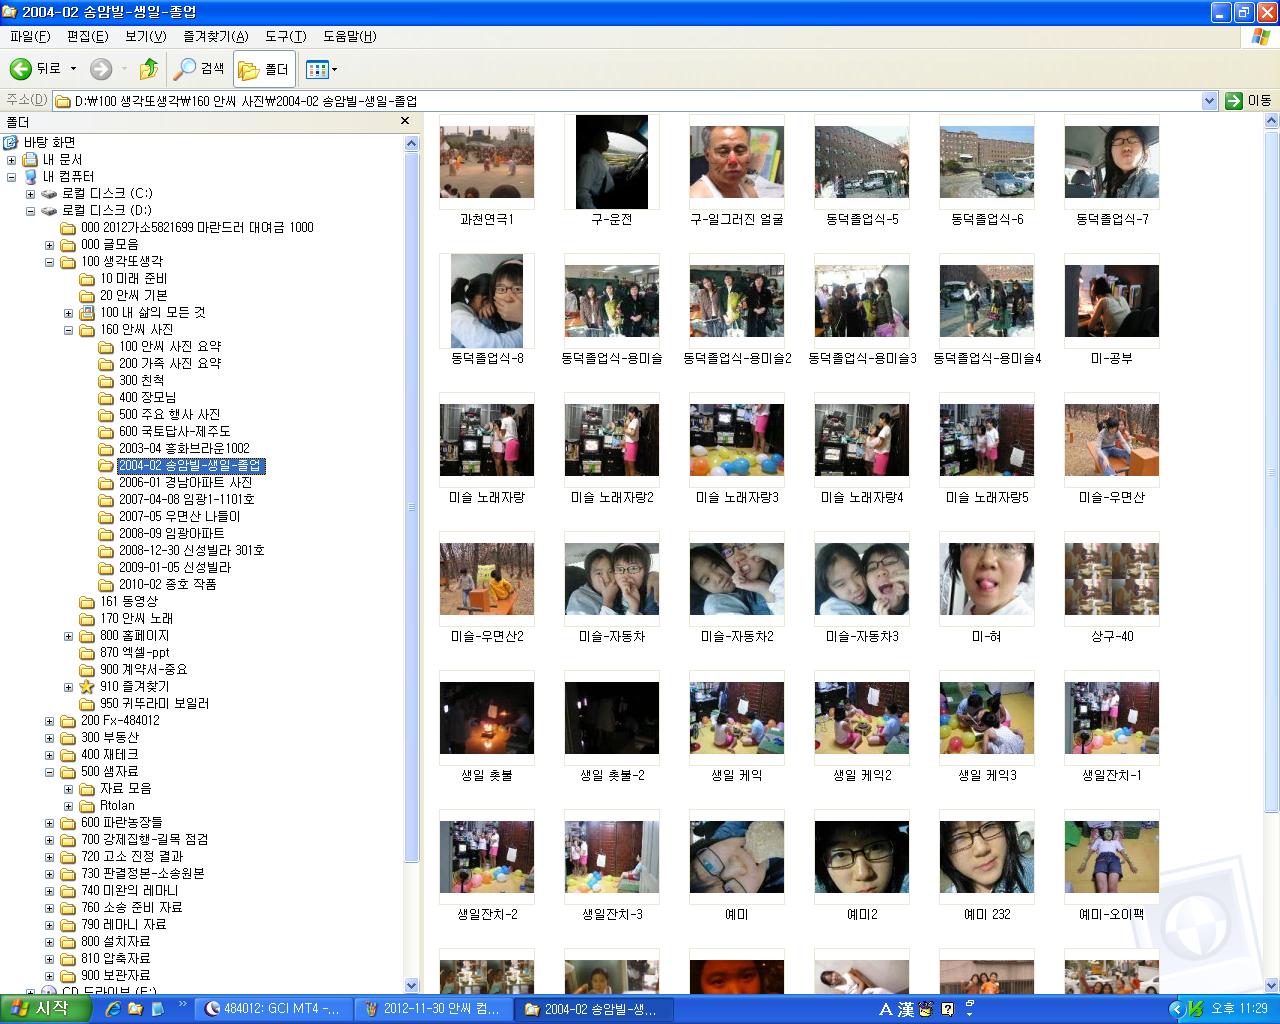 2004-02 송암빌-생일-졸업
파일(F) 편집(E) 보기(V) 즐겨찾기(A) 도구(T) 도움말(H)
뒤로 검색 폴더
주소(D) D:₩100 생각또생각₩160 안씨 사진₩2004-02 송암빌-생일-졸업 이동
폴더
바탕 화면
내 문서
내 컴퓨터
로컬 디스크 (C:)
로컬 디스크 (D:)
000 2012가소5821699 마란드러 대여금 1000
000 글모음
100 생각또생각
10 미래 준비
20 안씨 기본
100 내 삶의 모든 것
160 안씨 사진
100 안씨 사진 요약
200 가족 사진 요약
300 친척
400 장모님
500 주요 행사 사진
600 국토답사-제주도
2003-04 흥화브라운1002
2004-02 송암빌-생일-졸업
2006-01 경남아파트 사진
2007-04-08 임광1-1101호
2007-05 우면산 나들이
2008-09 임광아파트
2008-12-30 신성빌라 301호
2009-01-05 신성빌라
2010-02 종호 작품
161 동영상
170 안씨 노래
800 홈페이지
870 엑셀-ppt
900 계약서-중요
910 즐겨찾기
950 귀뚜라미 보일러
200 Fx-484012
300 부동산
400 재테크
500 샘자료
자료 모음
Rtolan
600 파란농장들
700 강제집행-길목 점검
720 고소 진정 결과
730 판결정본-소송원본
740 미완의 레마니
760 소송 준비 자료
790 레마니 자료
800 설치자료
810 압축자료
900 보관자료
CD 드라이브 (E:)
과천연극1 구-운전 구-일그러진 얼굴 동덕졸업식-5 동덕졸업식-6 동덕졸업식-7
동덕졸업식-8 동덕졸업식-용미슬 동덕졸업식-용미슬2 동덕졸업식-용미슬3 동덕졸업식-용미슬4 미-공부
미슬 노래자랑 미슬 노래자랑2 미슬 노래자랑3 미슬 노래자랑4 미슬 노래자랑5 미슬-우면산
미슬-우면산2 미슬-자동차 미슬-자동차2 미슬-자동차3 미-혀 상구-40
생일 촛불 생일 촛불-2 생일 케익 생일 케익2 생일 케익3 생일잔치-1
생일잔치-2 생일잔치-3 예미 예미2 예미 232 예미-오이팩
시작 484012: GCI MT4 -... 2012-11-30 안씨 컴... 2004-02 송암빌-생... A 漢 오후 11:29